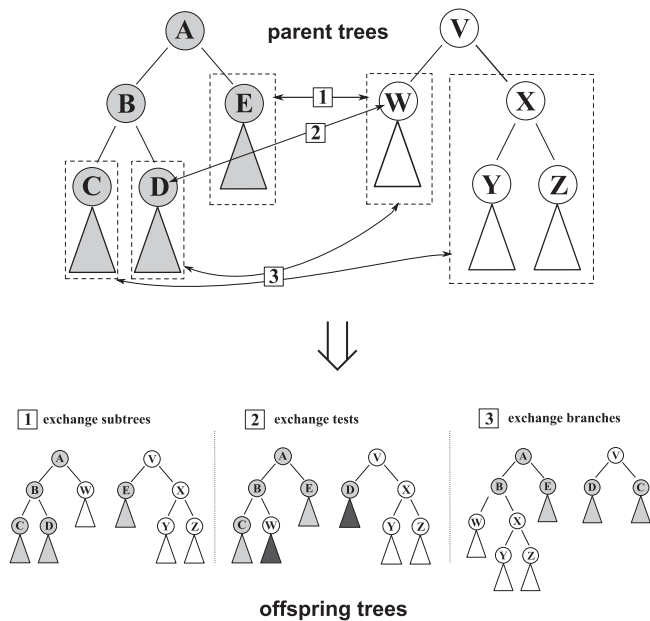 parent trees
A
V
B
E
1
W
X
2
C
D
Y
Z
3
1 exchange subtrees
2 exchange tests
3 exchange branches
A
V
B
W
E
X
C
D
Y
Z
A
V
B
E
D
X
C
W
Y
Z
A
V
B
E
D
C
W
X
Y
Z
offspring trees